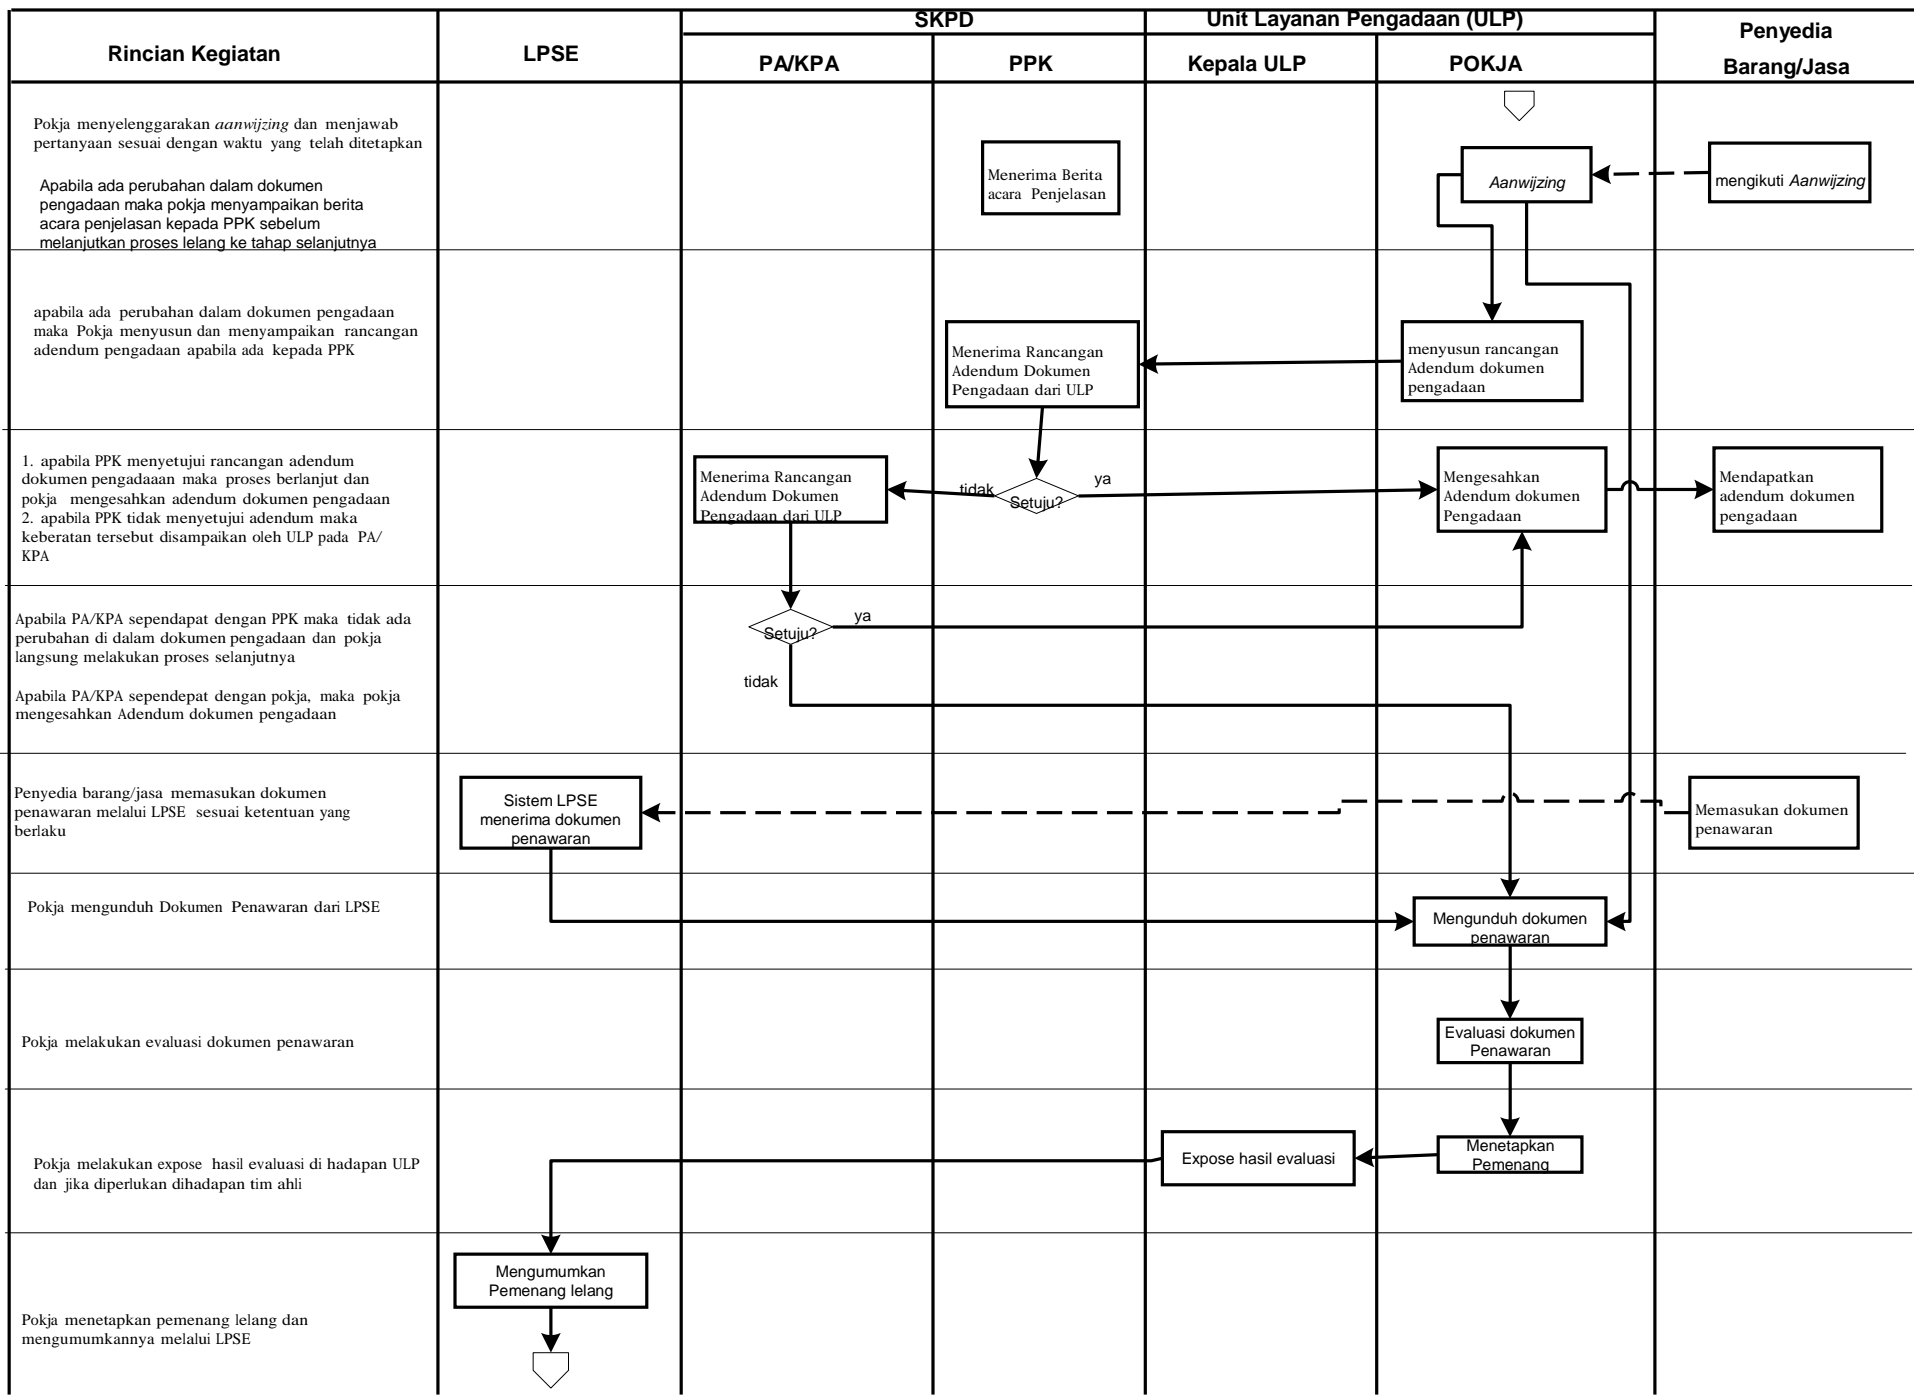 SKPD
Unit Layanan Pengadaan (ULP)
Rincian Kegiatan
LPSE
PA/KPA
PPK
Kepala ULP
POKJA
Penyedia
Barang/Jasa
Pokja menyelenggarakan aanwijzing dan menjawab
pertanyaan sesuai dengan waktu yang telah ditetapkan
Apabila ada perubahan dalam dokumen
pengadaan maka pokja menyampaikan berita
acara penjelasan kepada PPK sebelum
melanjutkan proses lelang ke tahap selanjutnya
Menerima Berita
acara Penjelasan
Aanwijzing
mengikuti Aanwijzing
apabila ada perubahan dalam dokumen pengadaan
maka Pokja menyusun dan menyampaikan rancangan
adendum pengadaan apabila ada kepada PPK
Menerima Rancangan
Adendum Dokumen
Pengadaan dari ULP
menyusun rancangan
Adendum dokumen
pengadaan
1. apabila PPK menyetujui rancangan adendum
dokumen pengadaaan maka proses berlanjut dan
pokja mengesahkan adendum dokumen pengadaan
2. apabila PPK tidak menyetujui adendum maka
keberatan tersebut disampaikan oleh ULP pada PA/
KPA
Menerima Rancangan
Adendum Dokumen
Pengadaan dari ULP
tidak
Setuju?
ya
Mengesahkan
Adendum dokumen
Pengadaan
Mendapatkan
adendum dokumen
pengadaan
Apabila PA/KPA sependapat dengan PPK maka tidak ada
perubahan di dalam dokumen pengadaan dan pokja
langsung melakukan proses selanjutnya
Apabila PA/KPA sependepat dengan pokja, maka pokja
mengesahkan Adendum dokumen pengadaan
Setuju?
ya
tidak
Penyedia barang/jasa memasukan dokumen
penawaran melalui LPSE sesuai ketentuan yang
berlaku
Sistem LPSE
menerima dokumen
penawaran
Memasukan dokumen
penawaran
Pokja mengunduh Dokumen Penawaran dari LPSE
Mengunduh dokumen
penawaran
Pokja melakukan evaluasi dokumen penawaran
Evaluasi dokumen
Penawaran
Pokja melakukan expose hasil evaluasi di hadapan ULP
dan jika diperlukan dihadapan tim ahli
Expose hasil evaluasi
Menetapkan
Pemenang
Mengumumkan
Pemenang lelang
Pokja menetapkan pemenang lelang dan
mengumumkannya melalui LPSE